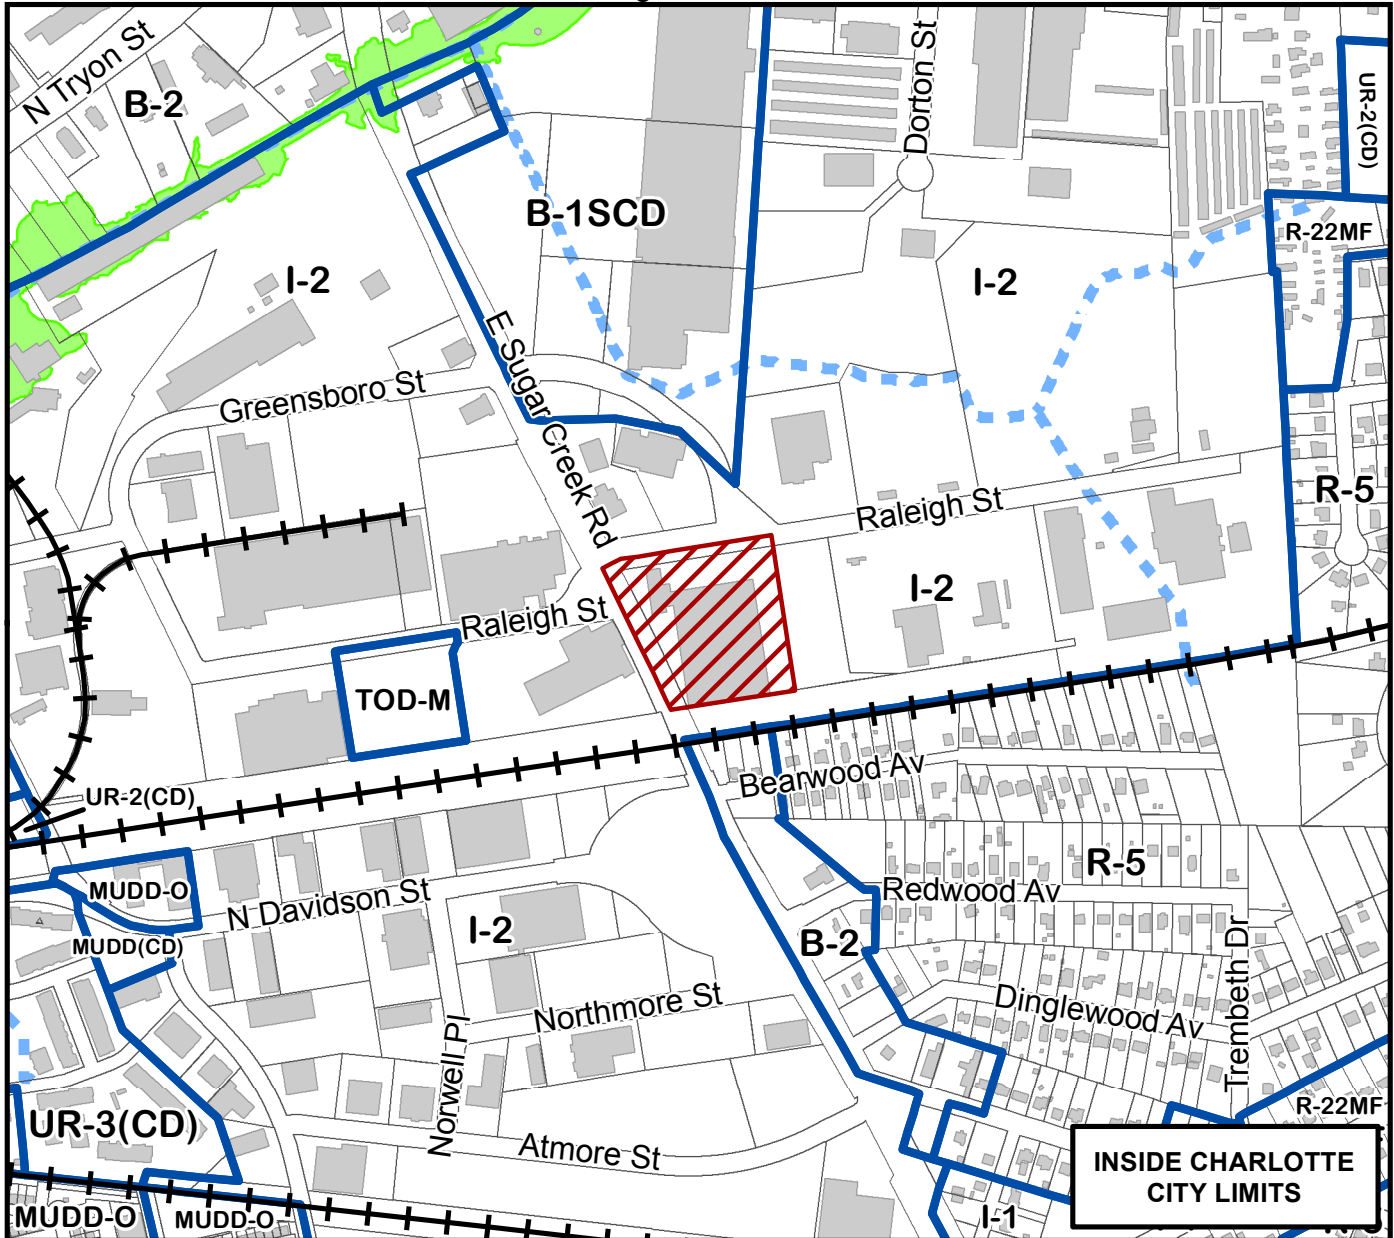 N Tryon St
B-2
Dorton St
UR-2(CD)
B-1SCD
R-22MF
I-2
I-2
E Sugar Creek Rd
Greensboro St
R-5
Raleigh St
I-2
Raleigh St
TOD-M
Bearwood Av
UR-2(CD)
R-5
MUDD-O
Redwood Av
N Davidson St
I-2
B-2
MUDD(CD)
Trembeth Dr
Dinglewood Av
Northmore St
Norwell Pl
R-22MF
UR-3(CD)
Atmore St
INSIDE CHARLOTTE
CITY LIMITS
MUDD-O
MUDD-O
I-1